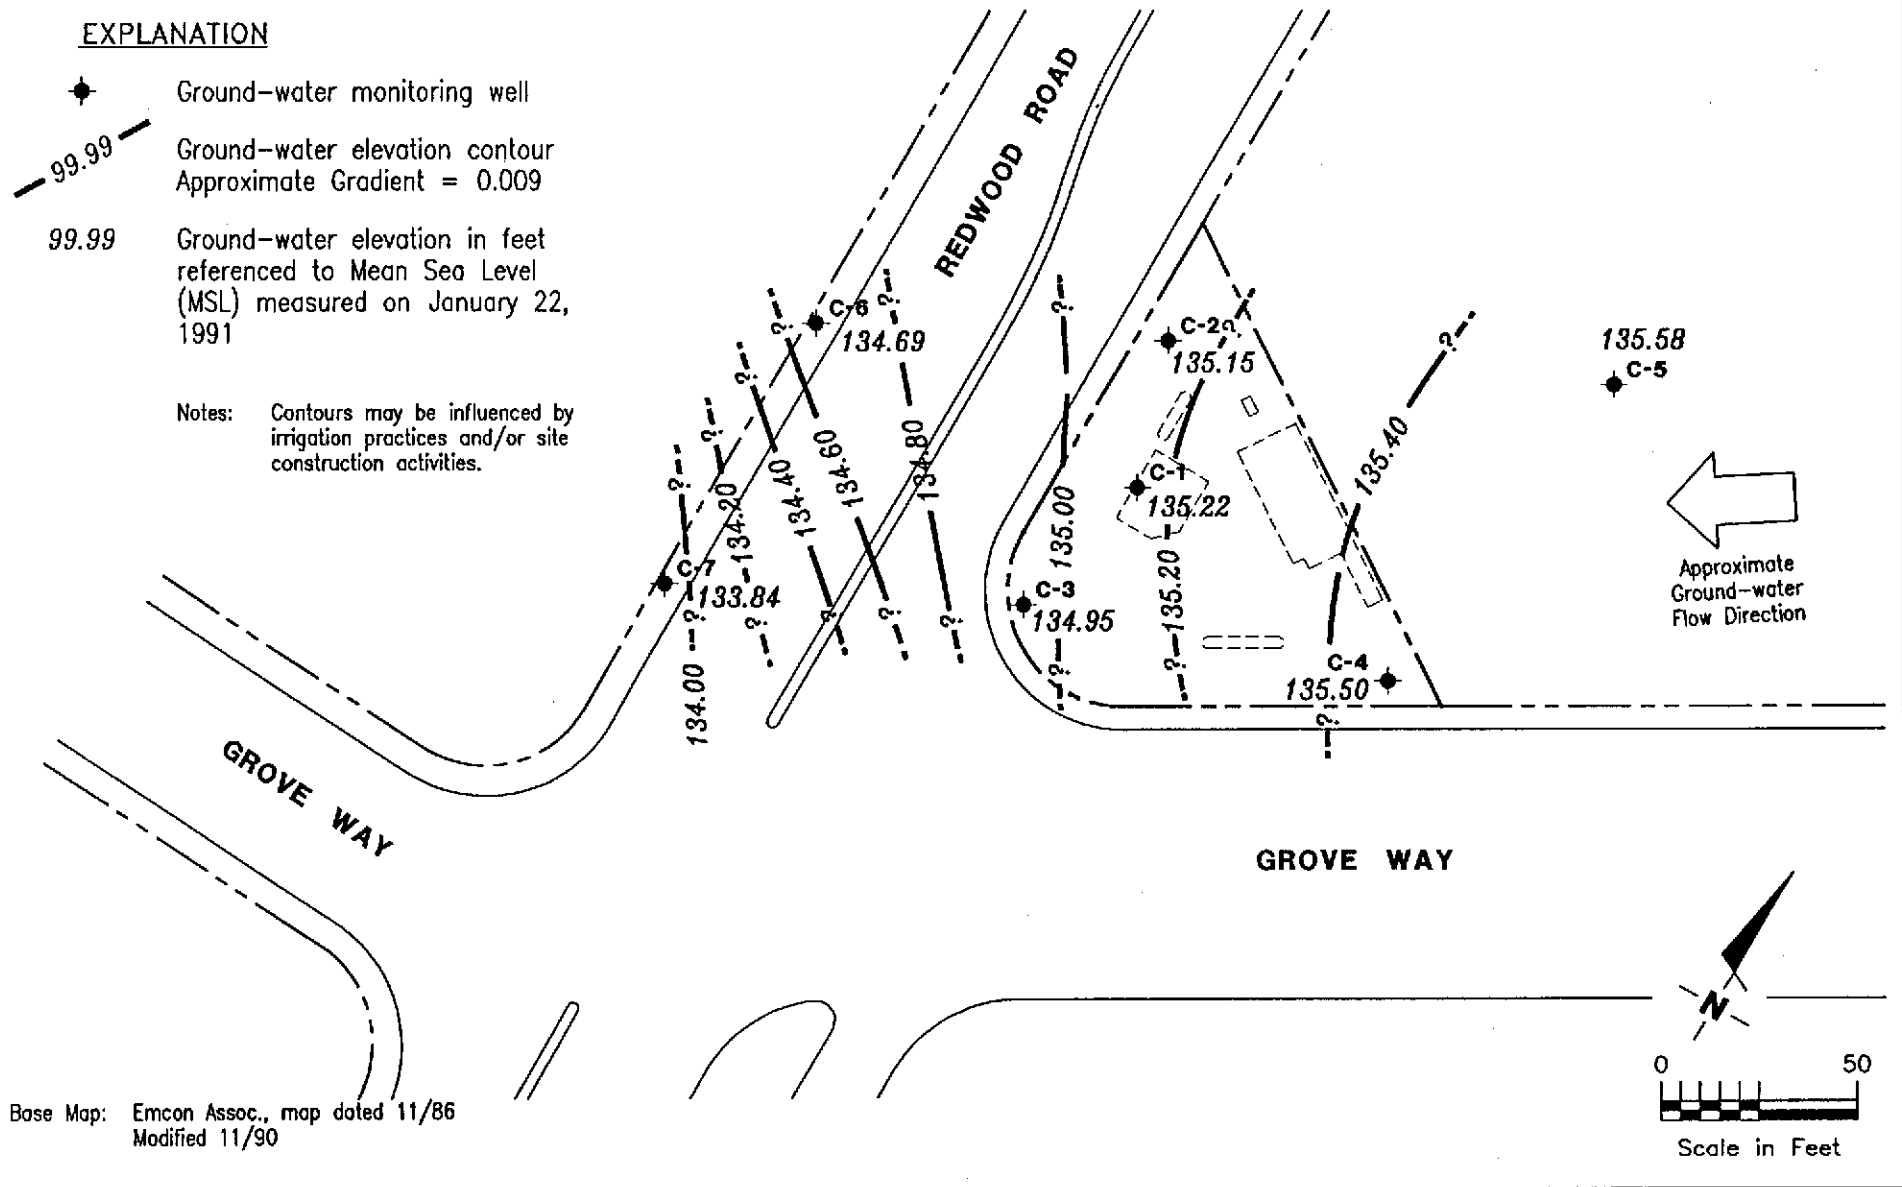 EXPLANATION
Ground-water monitoring well
99.99
Ground-water elevation contour
Approximate Gradient = 0.009
99.99
Ground-water elevation in feet
referenced to Mean Sea Level
(MSL) measured on January 22,
1991
Notes: Contours may be influenced by
irrigation practices and/or site
construction activities.
REDWOOD ROAD
C-6
134.69
C-2
135.15
135.58
C-5
C-1
135.22
C-7
133.84
C-3
134.95
C-4
135.50
134.00
134.20
134.40
134.60
134.80
135.00
135.20
135.40
? ? ? ? ? ? ? ?
? ? ? ? ? ? ? ?
Approximate
Ground-water
Flow Direction
GROVE WAY
GROVE WAY
N
0 50
Scale in Feet
Base Map: Emcon Assoc., map dated 11/86
Modified 11/90